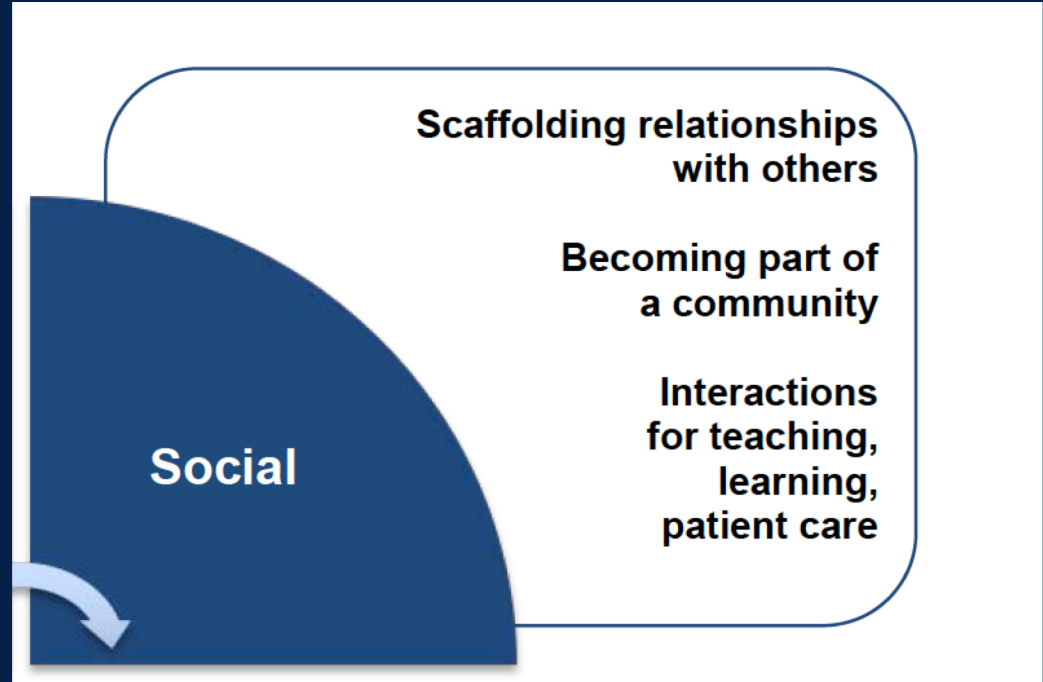 Scaffolding relationships
with others
Becoming part of
a community
Interactions
for teaching,
learning,
patient care
Social